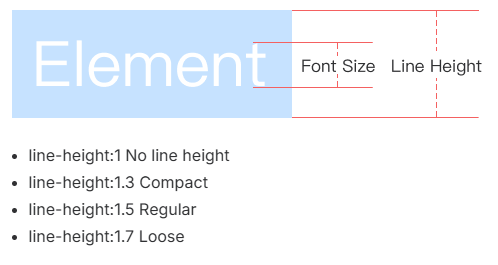 Element
Font Size
Line Height
line-height:1 No line height
line-height:1.3 Compact
line-height:1.5 Regular
line-height:1.7 Loose